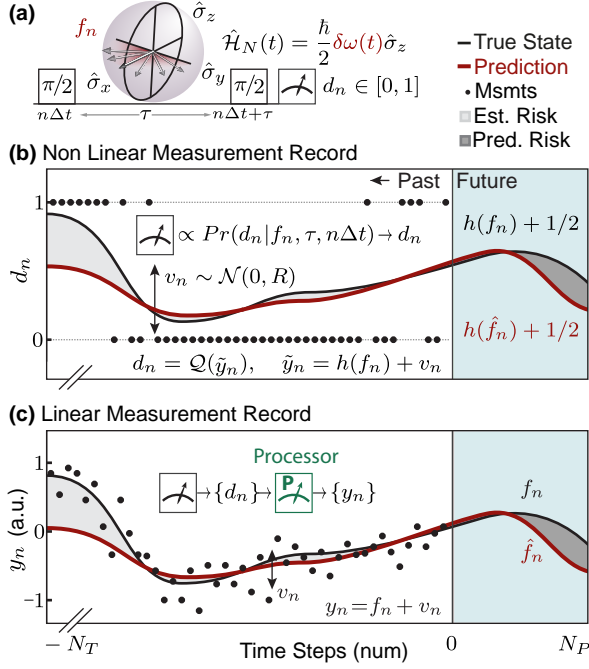 (a)
f_n
σ̂_z
σ̂_x
σ̂_y
Ĥ_N(t) = ℏ/2 δω(t)σ̂_z
π/2
π/2
d_n ∈ [0, 1]
nΔt
τ
nΔt+τ
True State
Prediction
Msmts
Est. Risk
Pred. Risk
(b) Non Linear Measurement Record
← Past
Future
1
∝ Pr(d_n|f_n, τ, nΔt) → d_n
h(f_n) + 1/2
d_n
v_n ∼ N(0, R)
h(f̂_n) + 1/2
0
d_n = Q(ỹ_n), ỹ_n = h(f_n) + v_n
(c) Linear Measurement Record
Processor
1
P
→{d_n}→ →{y_n}
f_n
y_n (a.u.)
0
f̂_n
v_n
-1
y_n = f_n + v_n
− N_T
Time Steps (num)
0
N_P